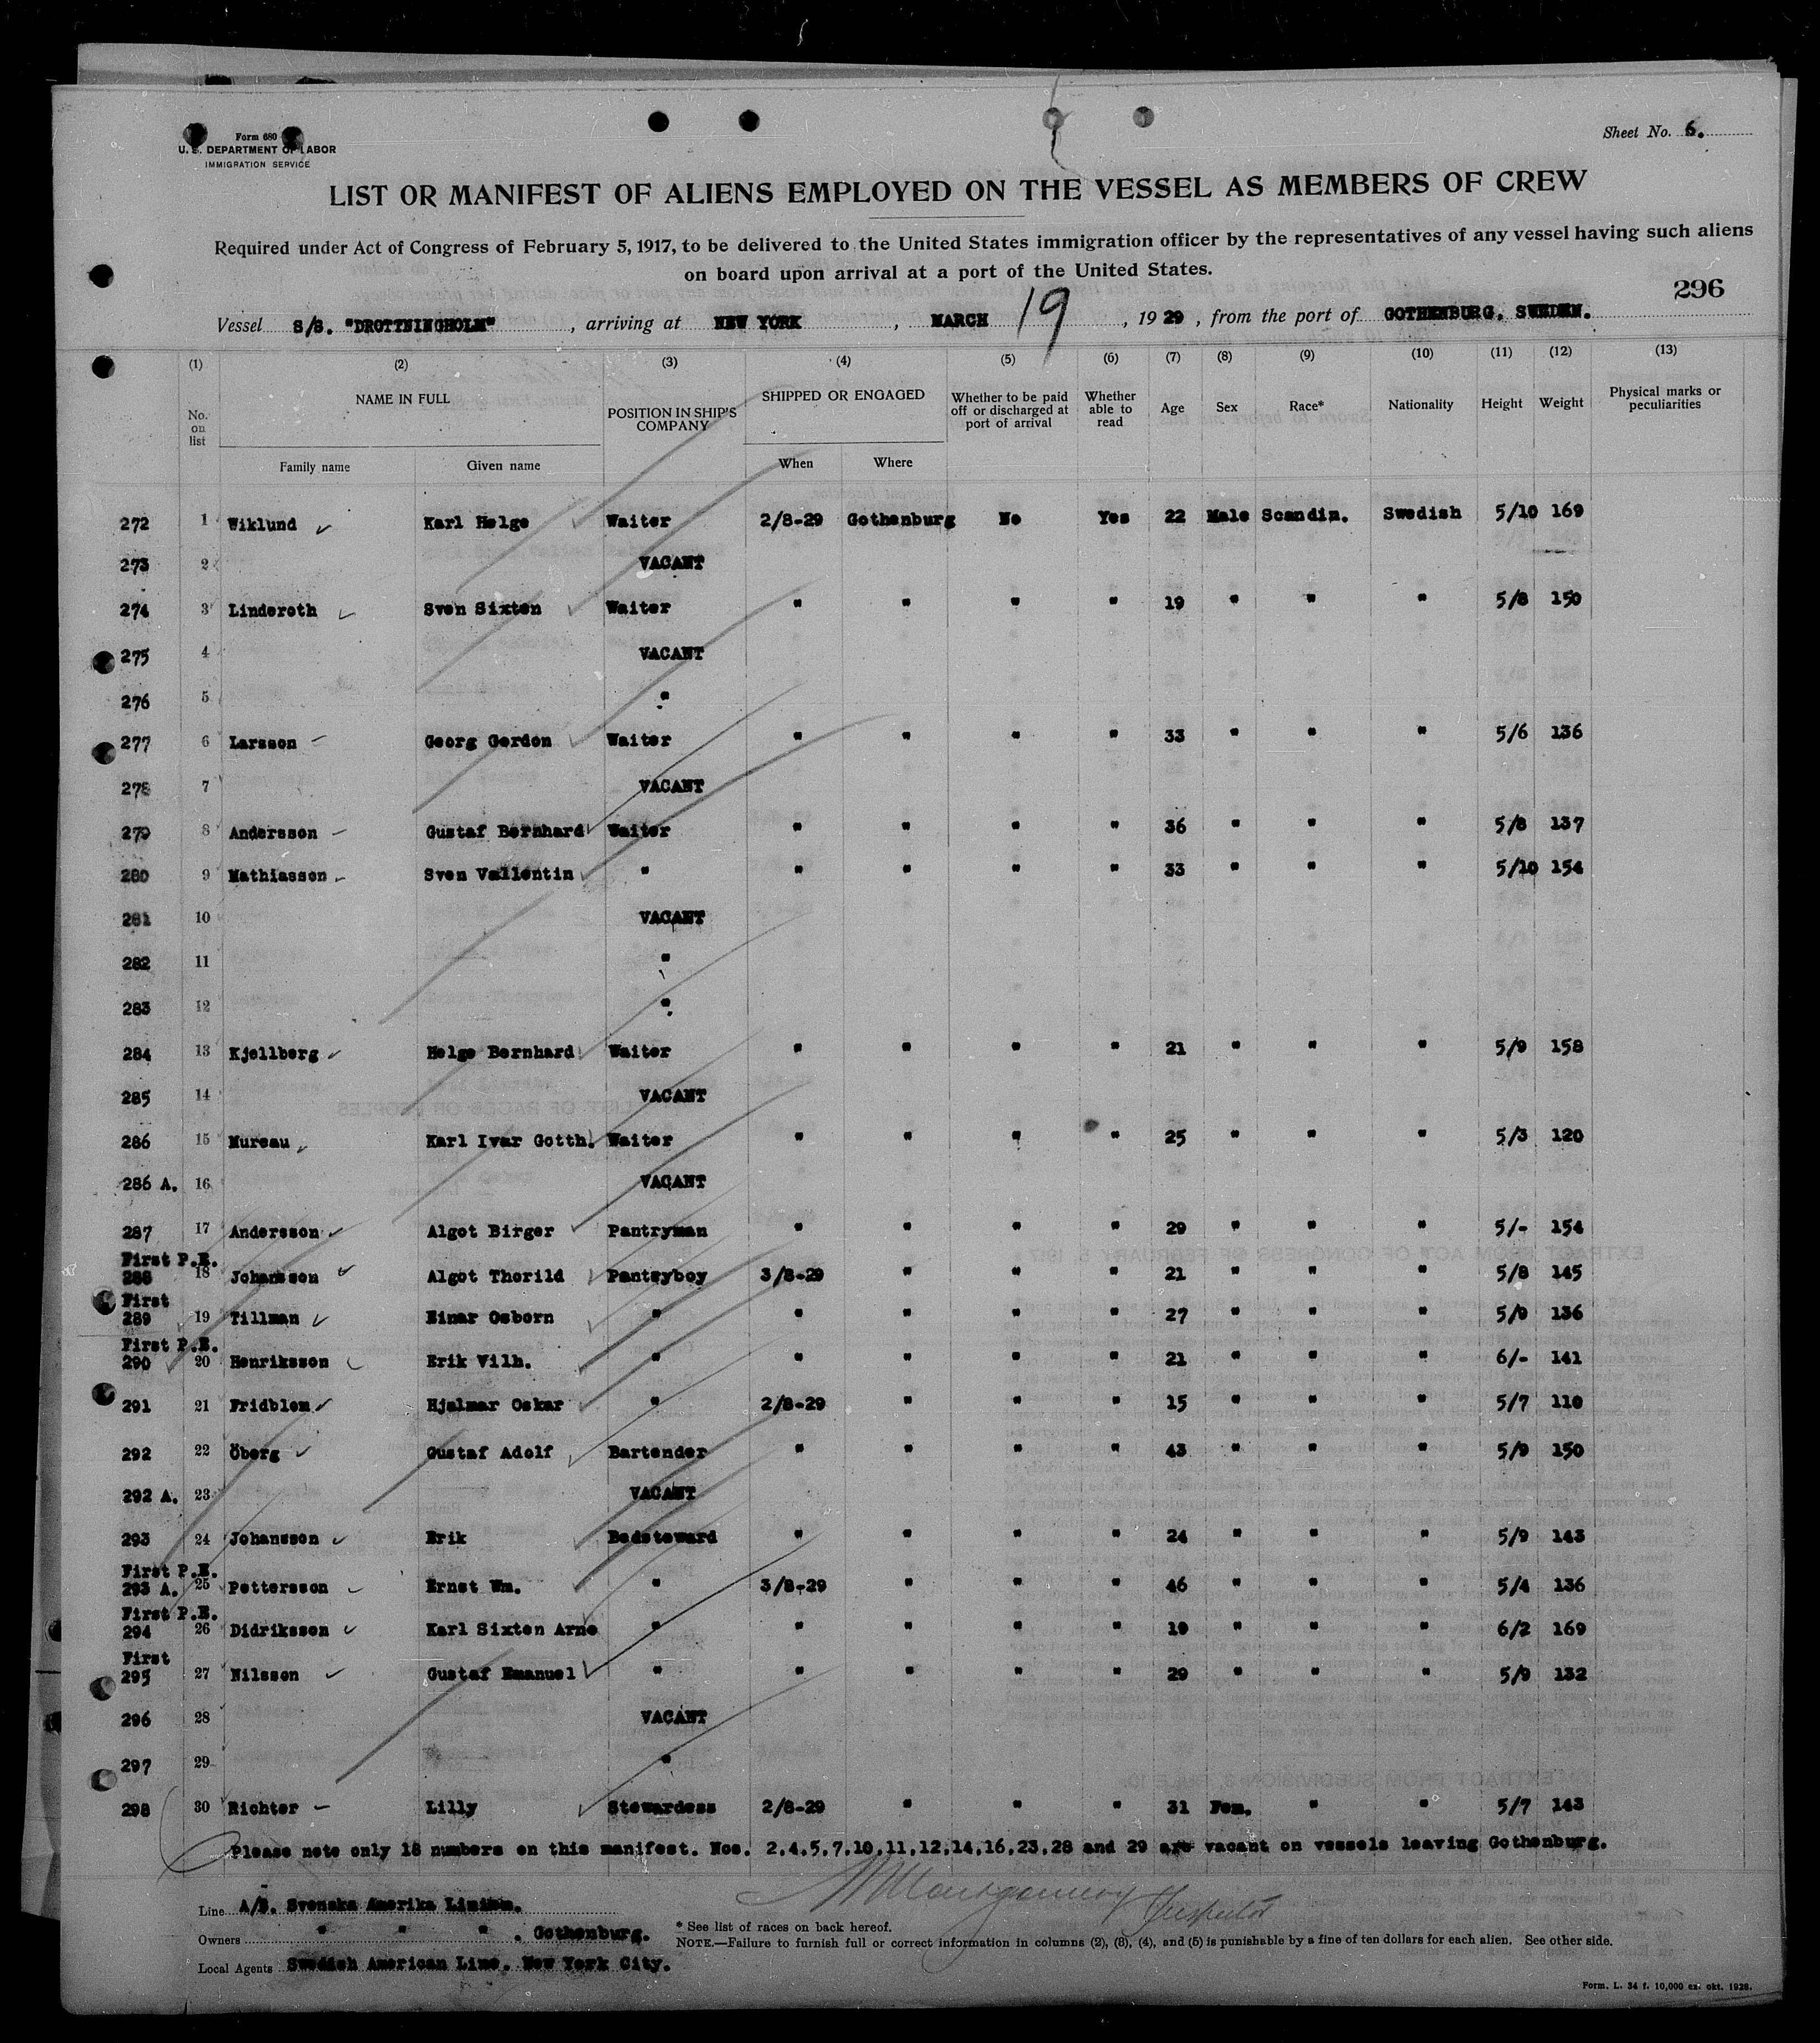 Form 680
U. S. DEPARTMENT OF LABOR
IMMIGRATION SERVICE
Sheet No. 6.
LIST OR MANIFEST OF ALIENS EMPLOYED ON THE VESSEL AS MEMBERS OF CREW
Required under Act of Congress of February 5, 1917, to be delivered to the United States immigration officer by the representatives of any vessel having such aliens
on board upon arrival at a port of the United States.
296
Vessel S/S. "DROTTNINGHOLM", arriving at NEW YORK, MARCH 19, 1929, from the port of GOTHENBURG, SWEDEN.
(1) (2) (3) (4) (5) (6) (7) (8) (9) (10) (11) (12) (13)
No. on list NAME IN FULL POSITION IN SHIP'S COMPANY SHIPPED OR ENGAGED Whether to be paid off or discharged at port of arrival Whether able to read Age Sex Race* Nationality Height Weight Physical marks or peculiarities
Family name Given name When Where
272 1 Wiklund Karl Helge Waiter 2/8-29 Gothenburg No Yes 22 Male Scandin. Swedish 5/10 169
273 2 VACANT
274 3 Linderoth Sven Sixten Waiter " " " " 19 " " " 5/8 150
275 4 VACANT
276 5 "
277 6 Larsson Georg Gordon Waiter " " " " 33 " " " 5/6 136
278 7 VACANT
279 8 Andersson Gustaf Bernhard Waiter " " " " 36 " " " 5/8 137
280 9 Mathiasson Sven Vallentin " " " " " 33 " " " 5/10 154
281 10 VACANT
282 11 "
283 12 "
284 13 Kjellberg Helge Bernhard Waiter " " " " 21 " " " 5/9 158
285 14 VACANT
286 15 Mureau Karl Ivar Gotth. Waiter " " " " 25 " " " 5/3 120
286 A. 16 VACANT
287 17 Andersson Algot Birger Pantryman " " " " 29 " " " 5/- 154
First P.E.
288 18 Johansson Algot Thorild Pantryboy 3/8-29 " " " 21 " " " 5/8 145
First
289 19 Tillman Einar Osborn " " " " " 27 " " " 5/9 136
First P.E.
290 20 Henriksson Erik Vilh. " " " " " 21 " " " 6/- 141
291 21 Fridblom Hjalmar Oskar " 2/8-29 " " " 15 " " " 5/7 110
292 22 Öberg Gustaf Adolf Bartender " " " " 43 " " " 5/9 150
292 A. 23 VACANT
293 24 Johansson Erik Bedsteward " " " " 24 " " " 5/9 143
First P.E.
293 A. 25 Pettersson Ernst Wm. " 3/8-29 " " " 46 " " " 5/4 136
First P.E.
294 26 Didriksson Karl Sixten Arne " " " " " 19 " " " 6/2 169
First
295 27 Nilsson Gustaf Emanuel " " " " " 29 " " " 5/9 132
296 28 VACANT
297 29 "
298 30 Richter Lilly Stewardess 2/8-29 " " " 31 Fem. " " 5/7 143
Please note only 18 numbers on this manifest. Nos. 2,4,5,7,10,11,12,14,16,23,28 and 29 are vacant on vessels leaving Gothenburg.
Montgomery Inspector
Line A/B. Svenska Amerika Linien.
Owners " " " . Gothenburg.
Local Agents Swedish American Line. New York City.
* See list of races on back hereof.
NOTE.—Failure to furnish full or correct information in columns (2), (3), (4), and (5) is punishable by a fine of ten dollars for each alien. See other side.
Form. L. 34 f. 10,000 ex. okt. 1928.